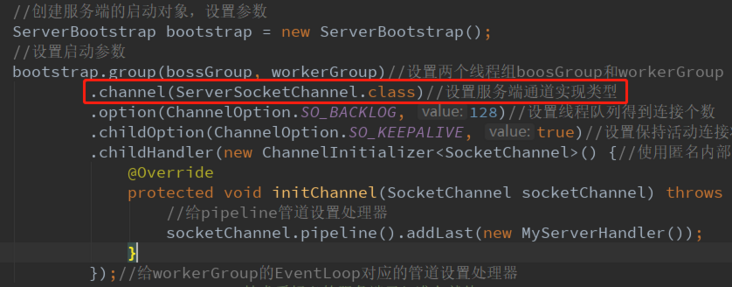 //创建服务端的启动对象，设置参数
ServerBootstrap bootstrap = new ServerBootstrap();
//设置启动参数
bootstrap.group(bossGroup, workerGroup)//设置两个线程组boosGroup和workerGroup
.channel(ServerSocketChannel.class)//设置服务端通道实现类型
.option(ChannelOption.SO_BACKLOG, value: 128)//设置线程队列得到连接个数
.childOption(ChannelOption.SO_KEEPALIVE, value: true)//设置保持活动连接
.childHandler(new ChannelInitializer<SocketChannel>() {//使用匿名内部
@Override
protected void initChannel(SocketChannel socketChannel) throws
//给pipeline管道设置处理器
socketChannel.pipeline().addLast(new MyServerHandler());
}
});//给workerGroup的EventLoop对应的管道设置处理器